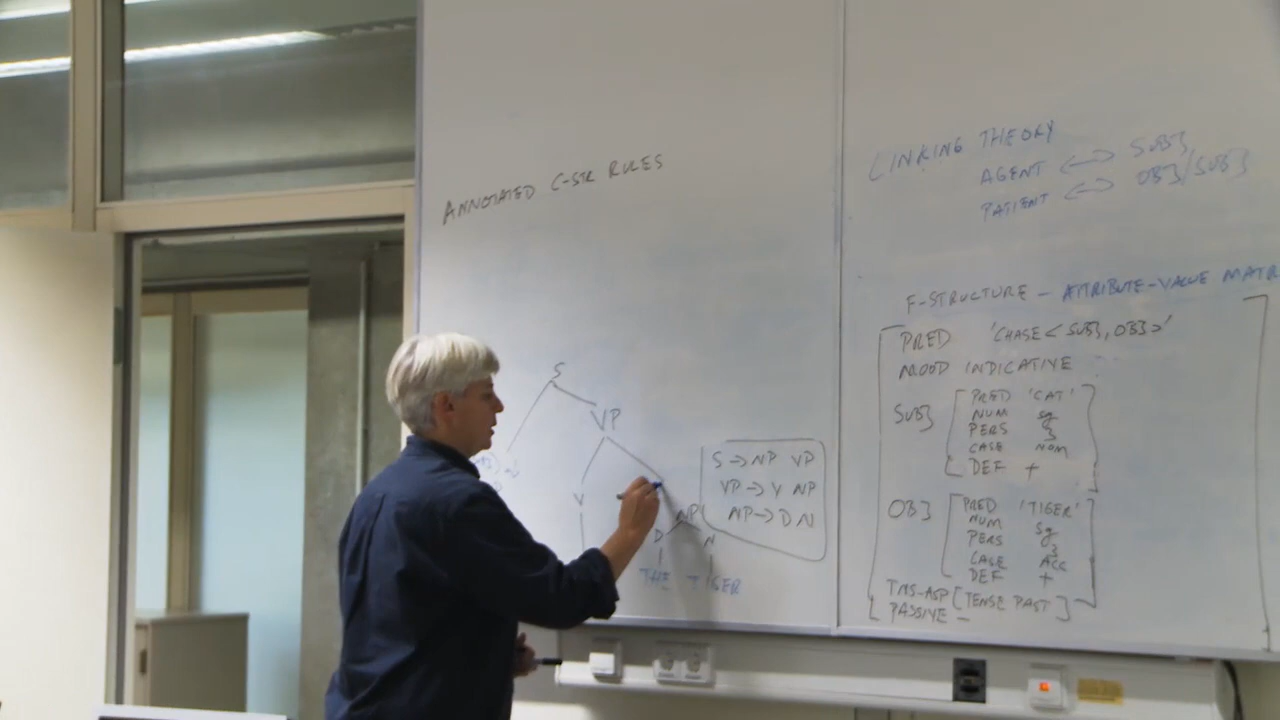 ANNOTATED C-STR RULES
S
VP
V
NP
D N
THE TIGER
S → NP VP
VP → V NP
NP → D N
LINKING THEORY
AGENT ↔ SUBJ
PATIENT ↔ OBJ/SUBJ
F-STRUCTURE – ATTRIBUTE-VALUE MATR
PRED 'CHASE < SUBJ, OBJ >'
MOOD INDICATIVE
SUBJ
PRED 'CAT'
NUM sg
PERS 3
CASE NOM
DEF +
OBJ
PRED 'TIGER'
NUM sg
PERS 3
CASE ACC
DEF +
TNS-ASP [TENSE PAST]
PASSIVE –